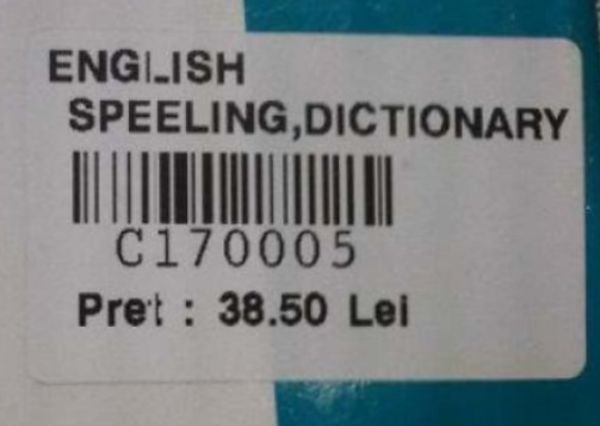 ENGLISH
SPEELING,DICTIONARY
C170005
Pret : 38.50 Lei